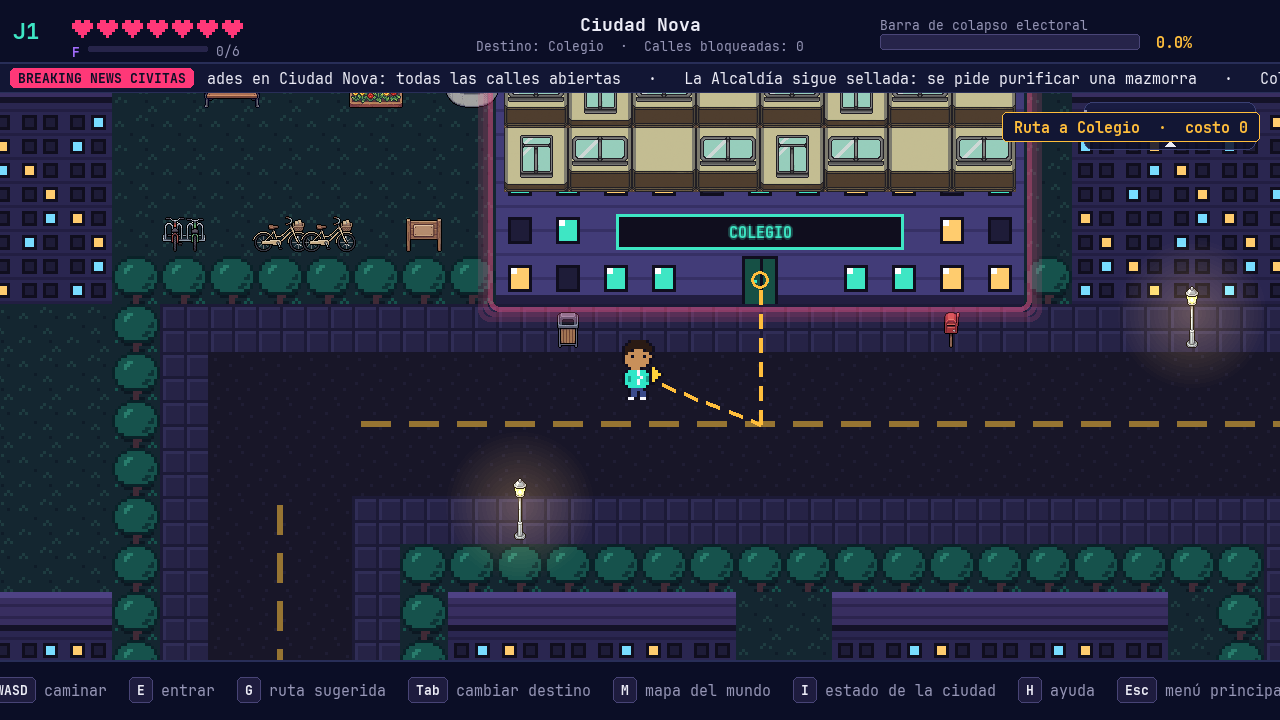 J1
F
0/6
Ciudad Nova
Destino: Colegio · Calles bloqueadas: 0
Barra de colapso electoral
0.0%
BREAKING NEWS CIVITAS
ades en Ciudad Nova: todas las calles abiertas · La Alcaldía sigue sellada: se pide purificar una mazmorra · Co
Ruta a Colegio · costo 0
COLEGIO
WASD caminar E entrar G ruta sugerida Tab cambiar destino M mapa del mundo I estado de la ciudad H ayuda Esc menú principa